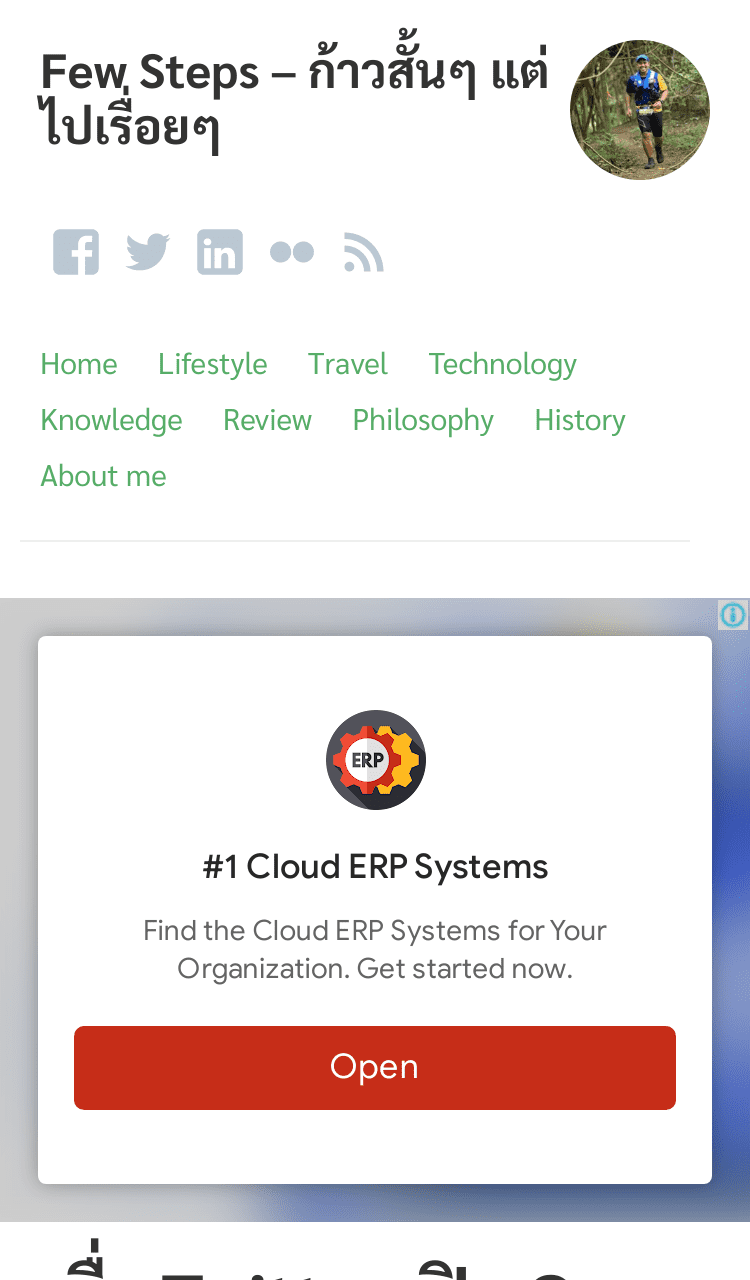 Few Steps – ก้าวสั้นๆ แต่
ไปเรื่อยๆ
Home Lifestyle Travel Technology
Knowledge Review Philosophy History
About me
ERP
#1 Cloud ERP Systems
Find the Cloud ERP Systems for Your
Organization. Get started now.
Open